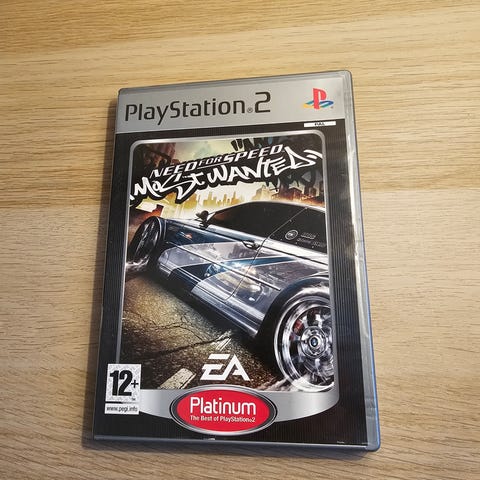 PlayStation®2
PAL
NEED FOR SPEED
MOST WANTED
EA
12+
www.pegi.info
Platinum
The Best of PlayStation®2